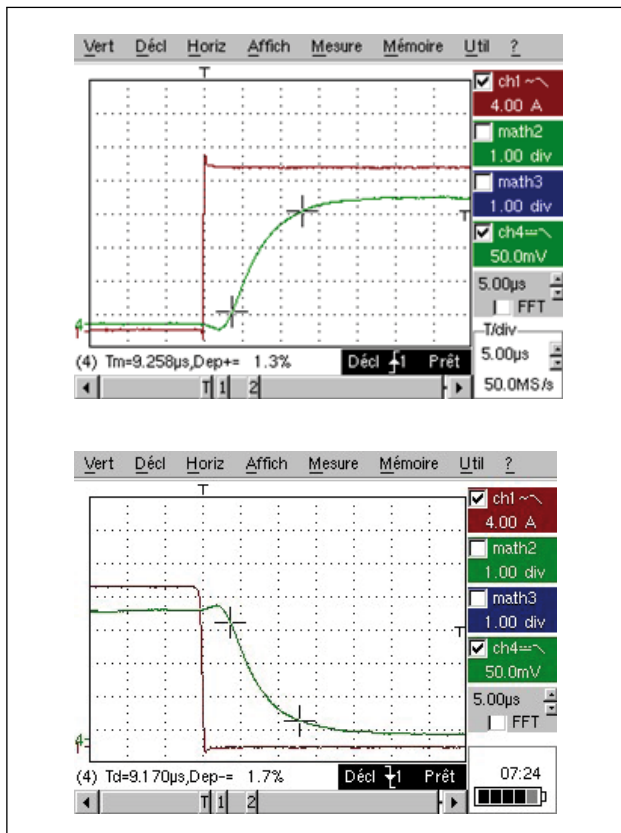 Vert Décl Horiz Affich Mesure Mémoire Util ?
T
ch1
4.00 A
math2
1.00 div
math3
1.00 div
ch4
50.0mV
5.00µs
FFT
T/div
5.00µs
50.0MS/s
T
4
(4) Tm=9.258µs,Dep+= 1.3% Décl 1 Prêt
T 1 2
Vert Décl Horiz Affich Mesure Mémoire Util ?
T
ch1
4.00 A
math2
1.00 div
math3
1.00 div
ch4
50.0mV
5.00µs
FFT
T
4
(4) Td=9.170µs,Dep-= 1.7% Décl 1 Prêt
07:24
T 1 2